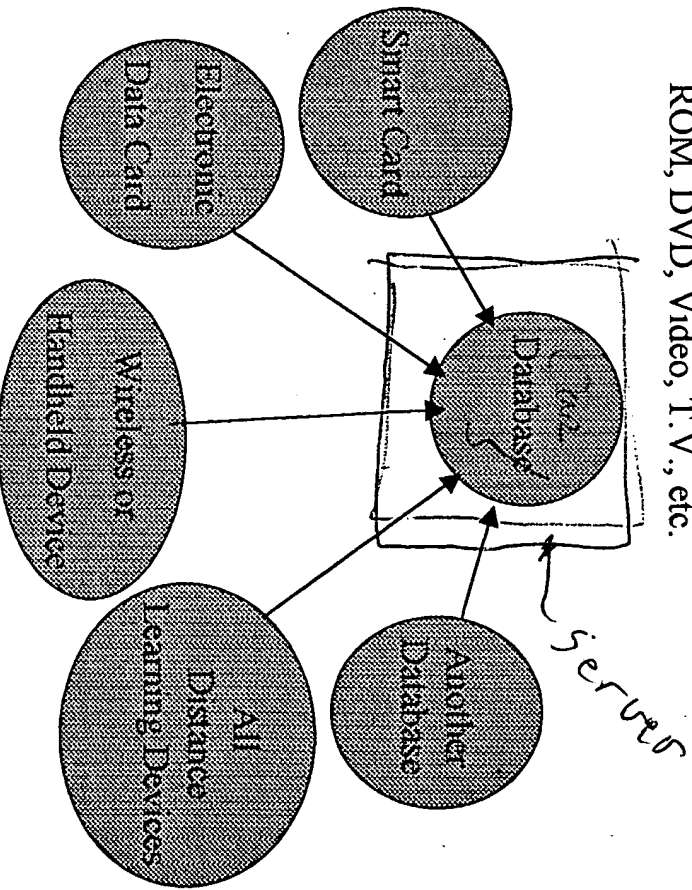 ROM, DVD, Video, T.V., etc.
server
Database
Smart Card
Another
Database
Electronic
Data Card
All
Distance
Learning Devices
Wireless or
Handheld Device